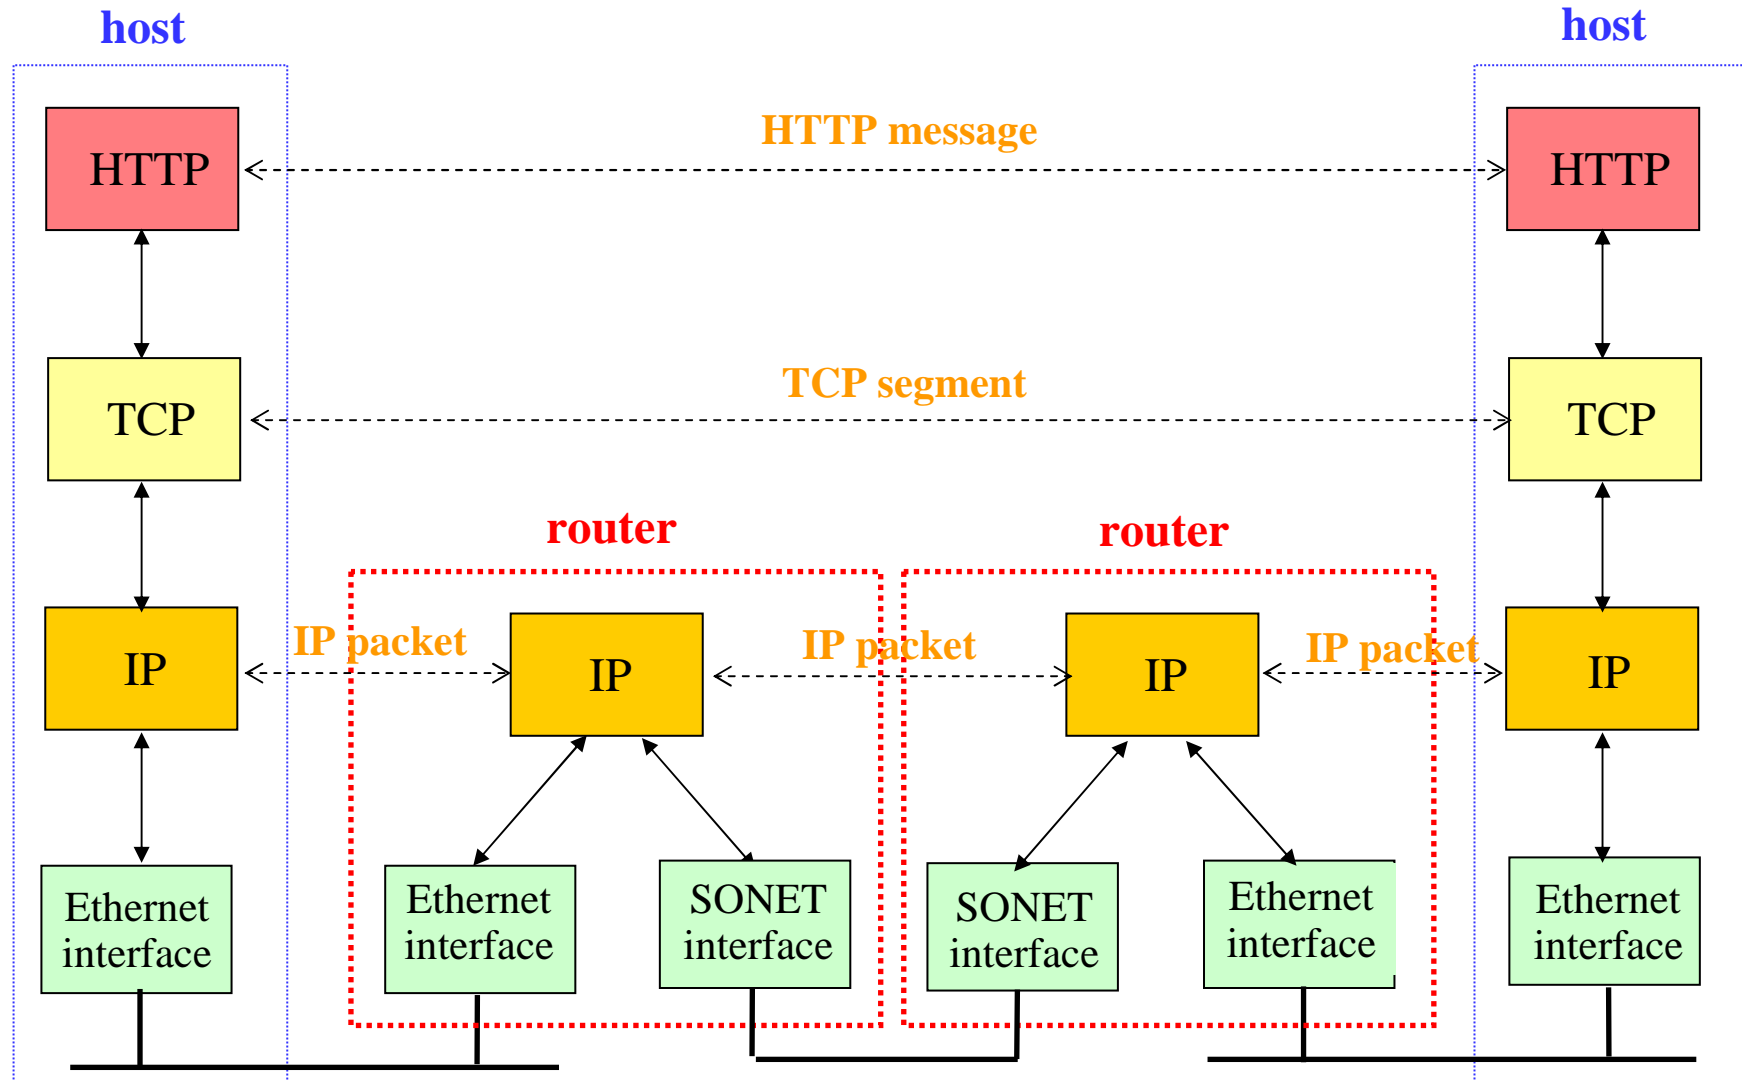 host
host
HTTP
HTTP message
HTTP
TCP
TCP segment
TCP
router
router
IP
IP packet
IP
IP packet
IP
IP packet
IP
Ethernet
interface
Ethernet
interface
SONET
interface
SONET
interface
Ethernet
interface
Ethernet
interface